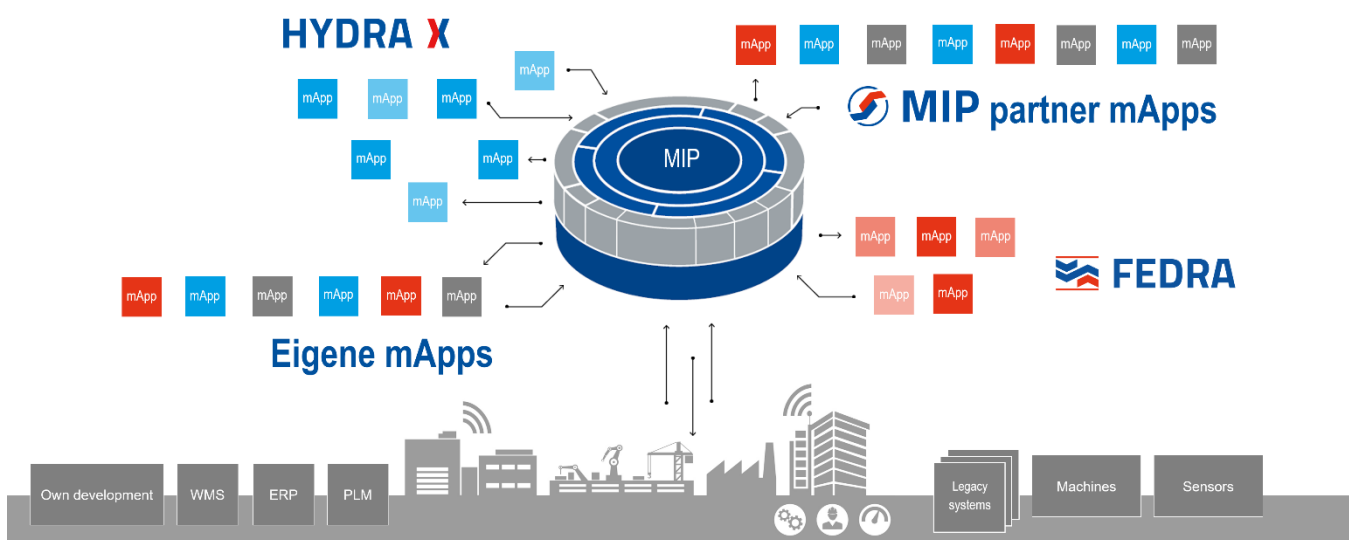 HYDRA X
mApp
mApp mApp mApp
mApp mApp
mApp
mApp mApp mApp mApp mApp mApp mApp mApp
MIP partner mApps
MIP
mApp mApp mApp
mApp mApp
FEDRA
mApp mApp mApp mApp mApp mApp
Eigene mApps
Own development
WMS
ERP
PLM
Legacy
systems
Machines
Sensors